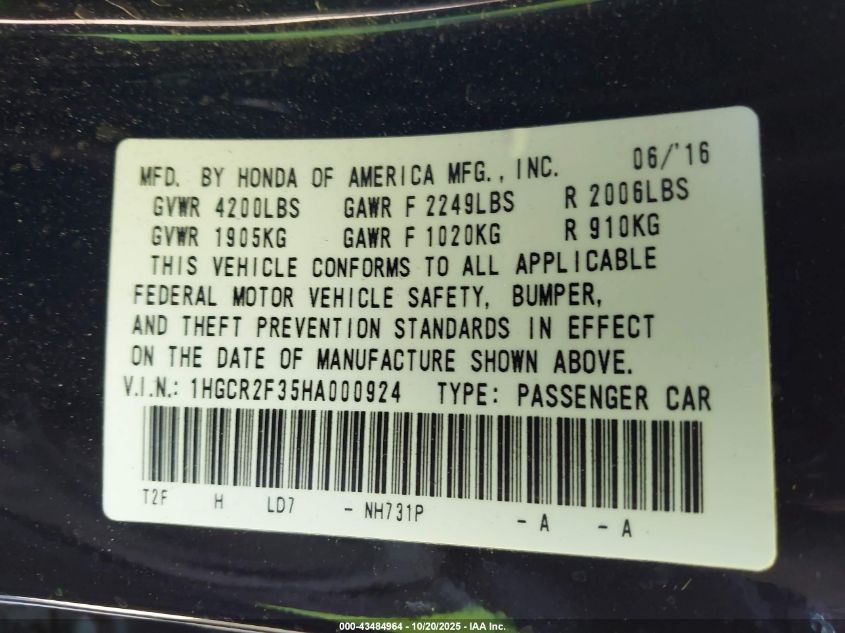 MFD. BY HONDA OF AMERICA MFG., INC. 06/'16
GVWR 4200LBS GAWR F 2249LBS R 2006LBS
GVWR 1905KG GAWR F 1020KG R 910KG
THIS VEHICLE CONFORMS TO ALL APPLICABLE
FEDERAL MOTOR VEHICLE SAFETY, BUMPER,
AND THEFT PREVENTION STANDARDS IN EFFECT
ON THE DATE OF MANUFACTURE SHOWN ABOVE.
V.I.N.: 1HGCR2F35HA000924 TYPE: PASSENGER CAR
T2F H LD7 - NH731P - A - A
000-43484964 - 10/20/2025 - IAA Inc.